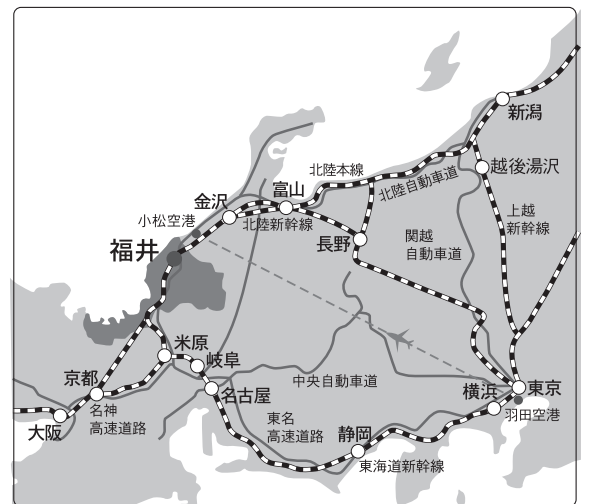 新潟
北陸本線
越後湯沢
北陸自動車道
富山
金沢
小松空港
北陸新幹線
上越
新幹線
福井
長野
関越
自動車道
米原
岐阜
京都
中央自動車道
名古屋
横浜
東京
名神
高速道路
羽田空港
東名
高速道路
大阪
静岡
東海道新幹線